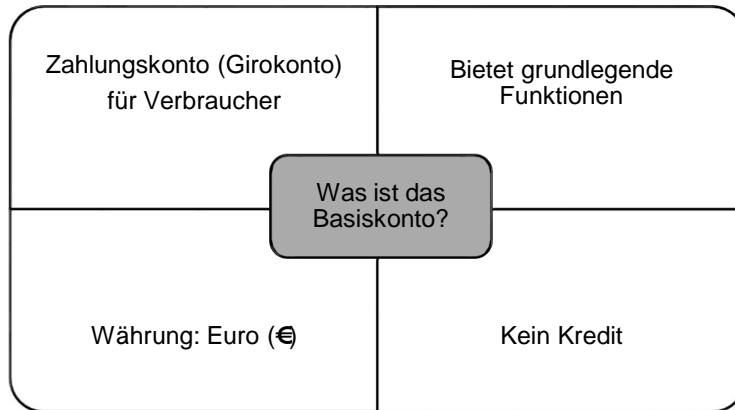 Zahlungskonto (Girokonto)
für Verbraucher
Bietet grundlegende
Funktionen
Was ist das
Basiskonto?
Währung: Euro (€)
Kein Kredit